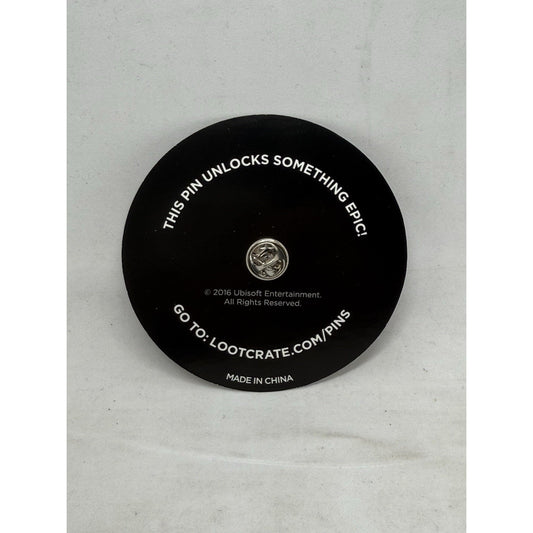 THIS PIN UNLOCKS SOMETHING EPIC!
© 2016 Ubisoft Entertainment.
All Rights Reserved.
GO TO: LOOTCRATE.COM/PINS
MADE IN CHINA